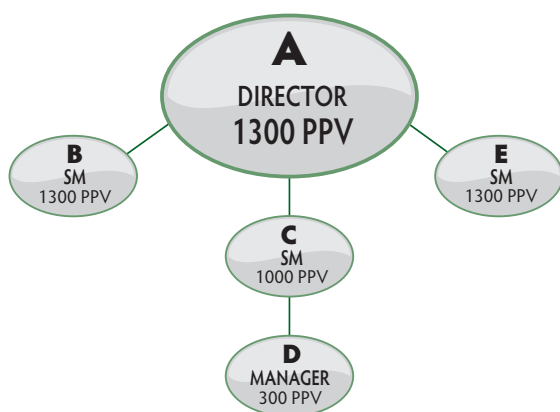 A
DIRECTOR
1300 PPV
B
SM
1300 PPV
E
SM
1300 PPV
C
SM
1000 PPV
D
MANAGER
300 PPV